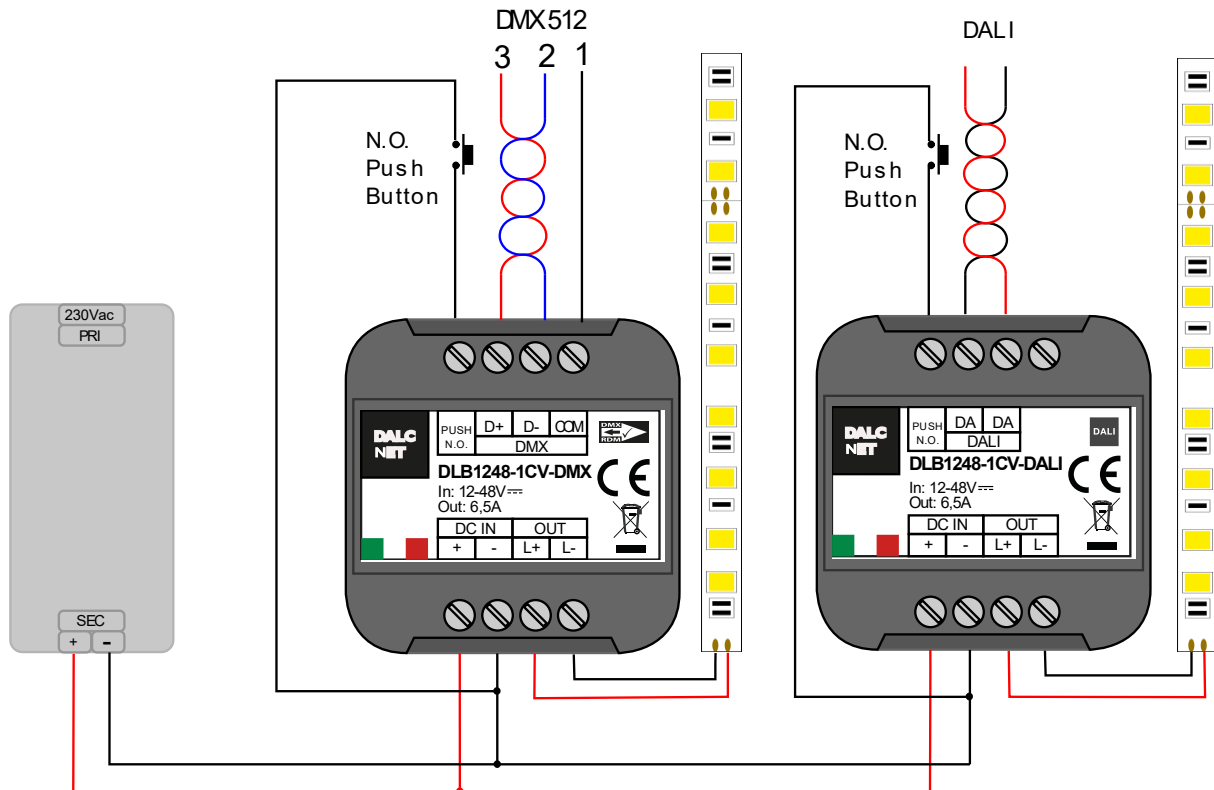 DMX512
3 2 1
N.O.
Push
Button
DALI
N.O.
Push
Button
230Vac
PRI
SEC
+ -
DALC
NET
PUSH
N.O.
D+ D- COM
DMX
DMX
RDM
DLB1248-1CV-DMX
CE
In: 12-48V
Out: 6,5A
DC IN OUT
+ - L+ L-
DALC
NET
PUSH
N.O.
DA DA
DALI
DALI
DLB1248-1CV-DALI
CE
In: 12-48V
Out: 6,5A
DC IN OUT
+ - L+ L-